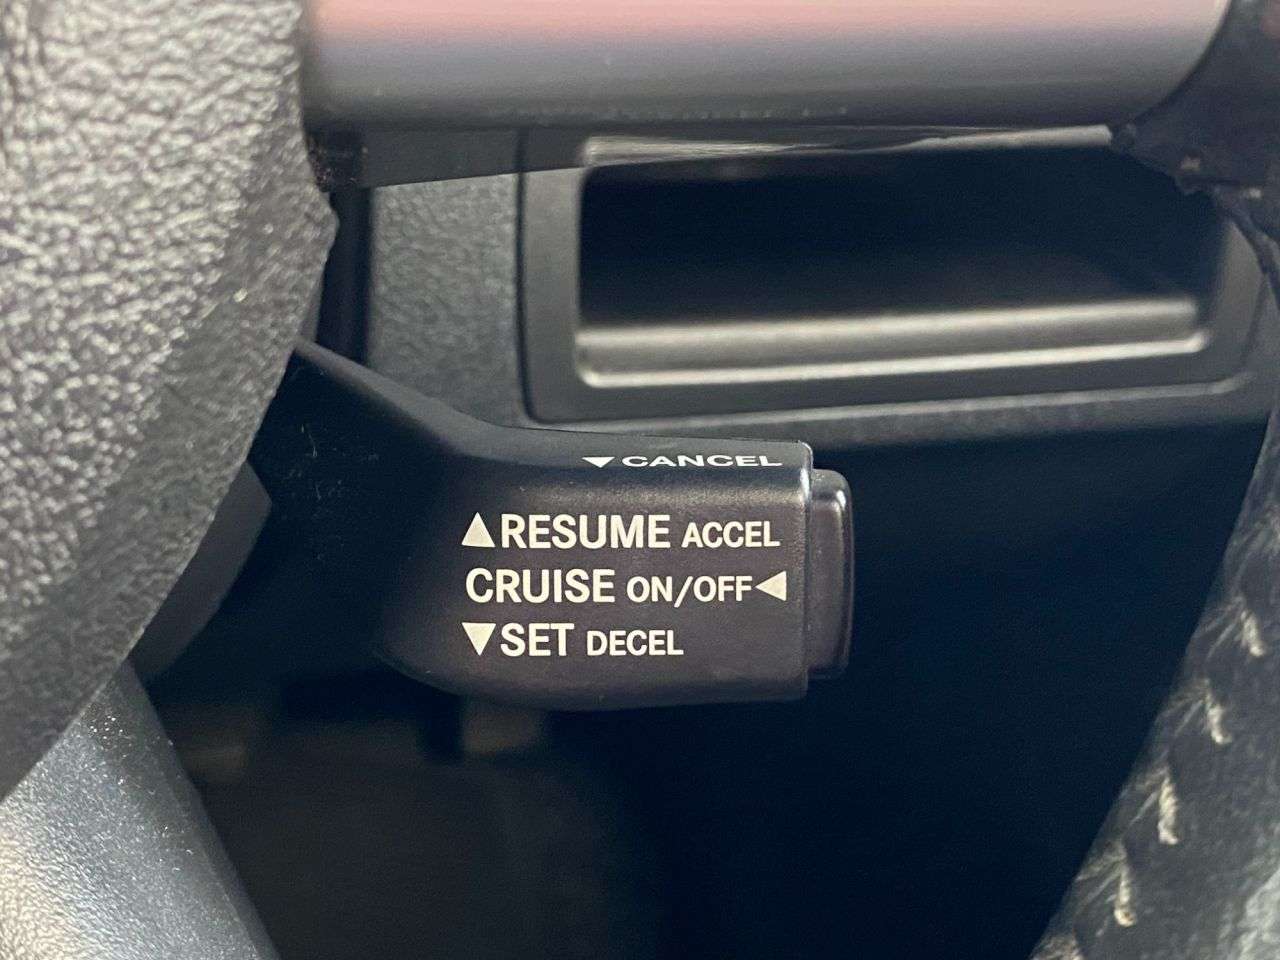 ▼CANCEL
▲RESUME ACCEL
CRUISE ON/OFF◀
▼SET DECEL